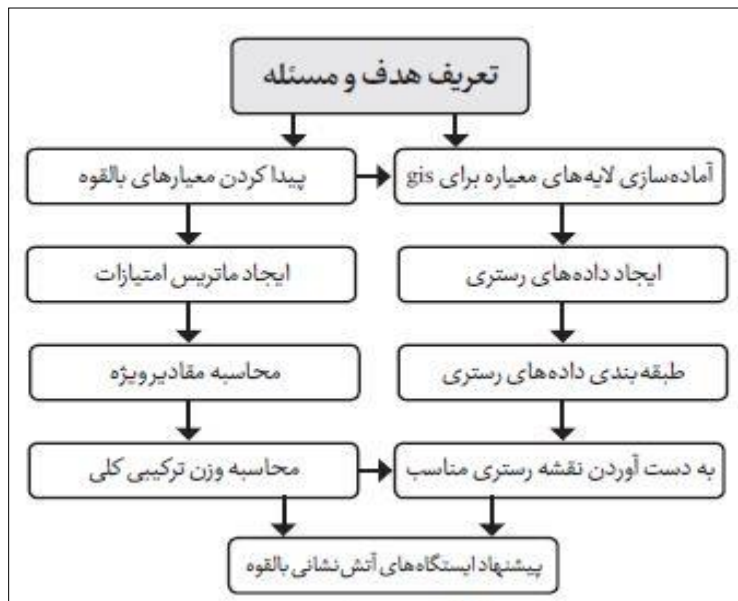 تعریف هدف و مسئله
آماده‌سازی لایه‌های معیاره برای gis
پیدا کردن معیارهای بالقوه
ایجاد داده‌های رستری
ایجاد ماتریس امتیازات
طبقه‌بندی داده‌های رستری
محاسبه مقادیر ویژه
به دست آوردن نقشه رستری مناسب
محاسبه وزن ترکیبی کلی
پیشنهاد ایستگاه‌های آتش‌نشانی بالقوه